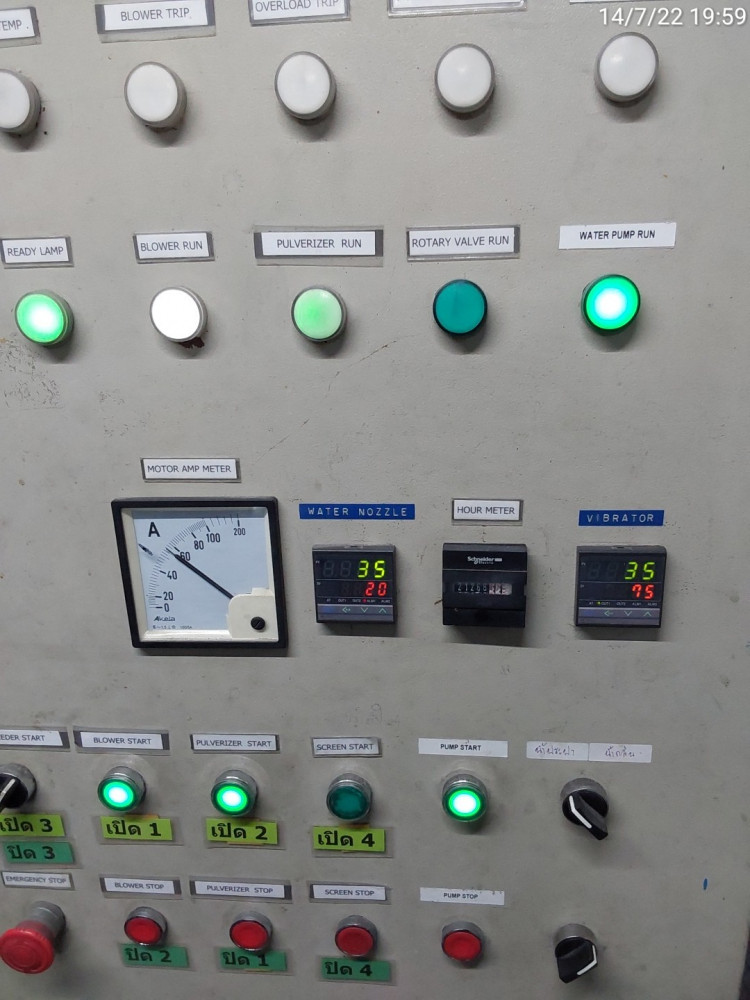 14/7/22 19:59
TEMP.
BLOWER TRIP
OVERLOAD TRIP
READY LAMP
BLOWER RUN
PULVERIZER RUN
ROTARY VALVE RUN
WATER PUMP RUN
MOTOR AMP METER
WATER NOZZLE
HOUR METER
VIBRATOR
A
0
20
40
60
80
100
200
35
20
Schneider
35
75
EDER START
BLOWER START
PULVERIZER START
SCREEN START
PUMP START
เปิด 3
เปิด 1
เปิด 2
เปิด 4
ปิด 3
EMERGENCY STOP
BLOWER STOP
PULVERIZER STOP
SCREEN STOP
PUMP STOP
ปิด 2
ปิด 1
ปิด 4